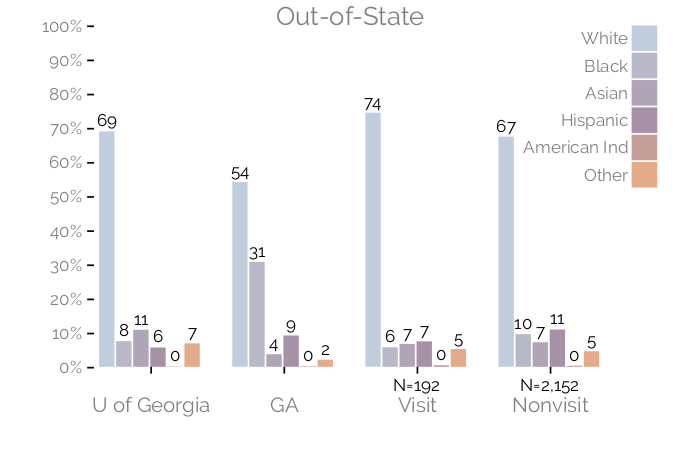 Out-of-State
100%
90%
80%
70%
60%
50%
40%
30%
20%
10%
0%
White
Black
Asian
Hispanic
American Ind
Other
69
8
11
6
0
7
54
31
4
9
0
2
74
6
7
7
0
5
67
10
7
11
0
5
N=192
N=2,152
U of Georgia
GA
Visit
Nonvisit